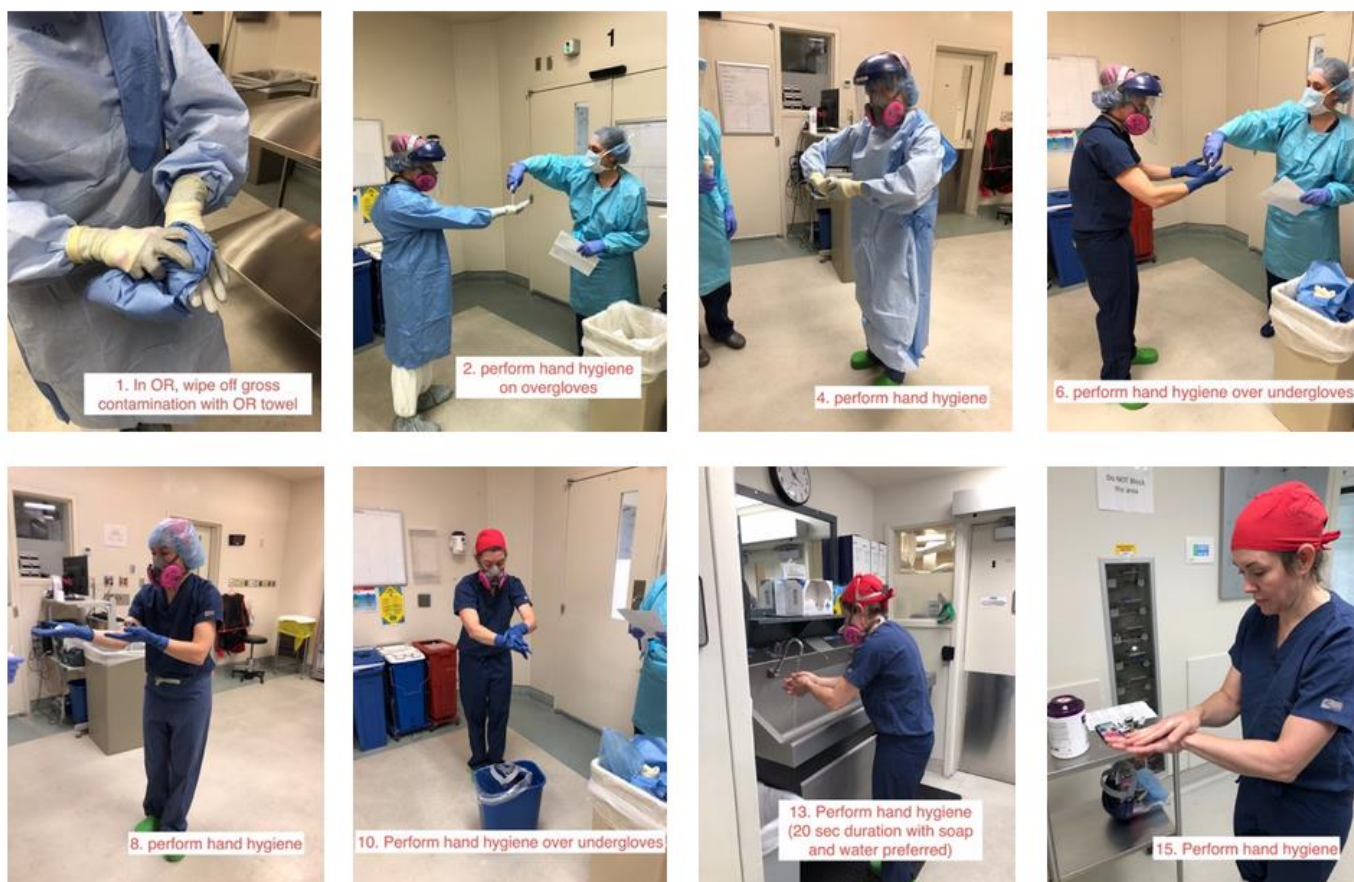 1
1. In OR, wipe off gross
contamination with OR towel
2. perform hand hygiene
on overgloves
4. perform hand hygiene
6. perform hand hygiene over undergloves
Do NOT Block
this area
8. perform hand hygiene
10. Perform hand hygiene over undergloves
13. Perform hand hygiene
(20 sec duration with soap
and water preferred)
15. Perform hand hygiene